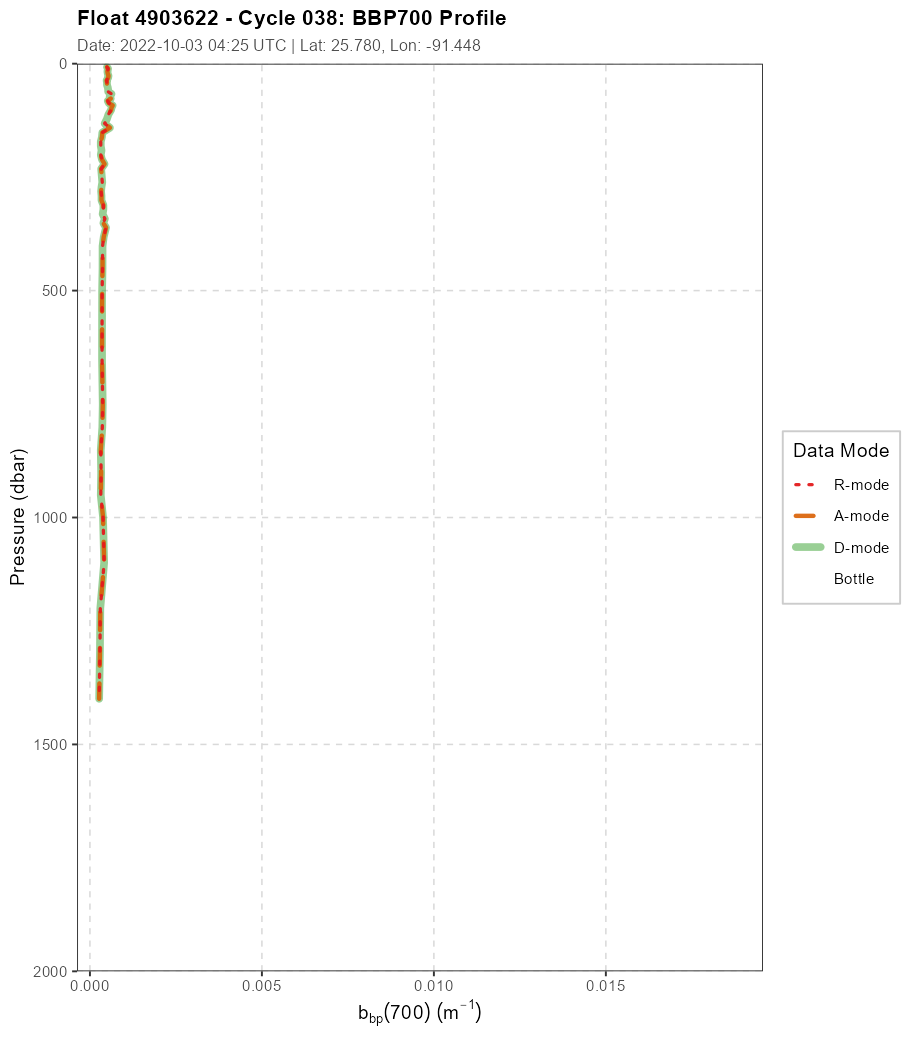 Float 4903622 - Cycle 038: BBP700 Profile
Date: 2022-10-03 04:25 UTC | Lat: 25.780, Lon: -91.448
0
500
1000
1500
2000
Pressure (dbar)
0.000 0.005 0.010 0.015
b_bp(700) (m⁻¹)
Data Mode
R-mode
A-mode
D-mode
Bottle